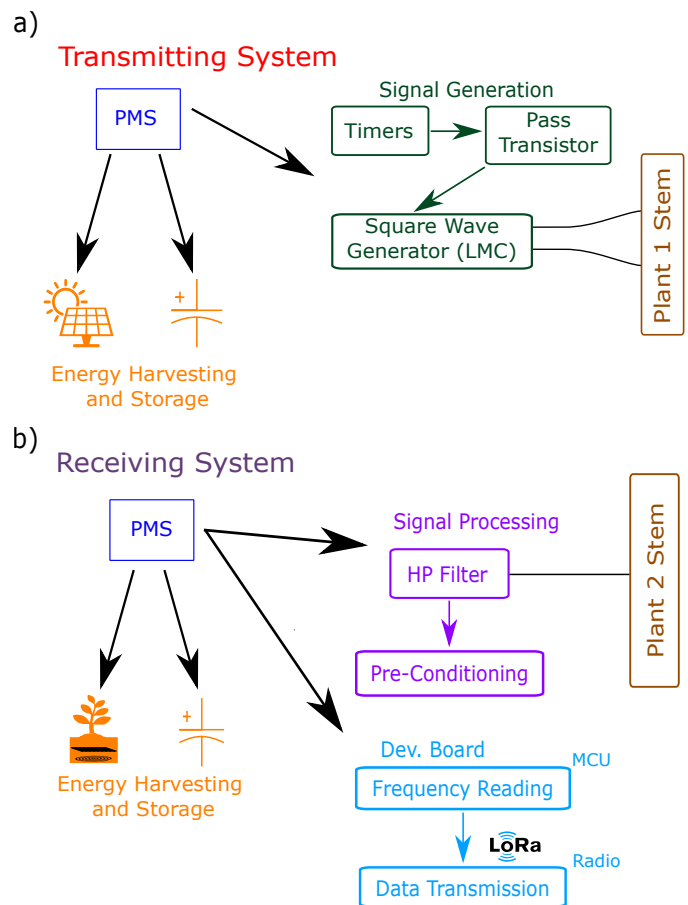 a)
Transmitting System
PMS
Signal Generation
Timers
Pass
Transistor
Square Wave
Generator (LMC)
Plant 1 Stem
+
Energy Harvesting
and Storage
b)
Receiving System
PMS
Signal Processing
HP Filter
Plant 2 Stem
Pre-Conditioning
+
Energy Harvesting
and Storage
Dev. Board
MCU
Frequency Reading
LoRa
Radio
Data Transmission